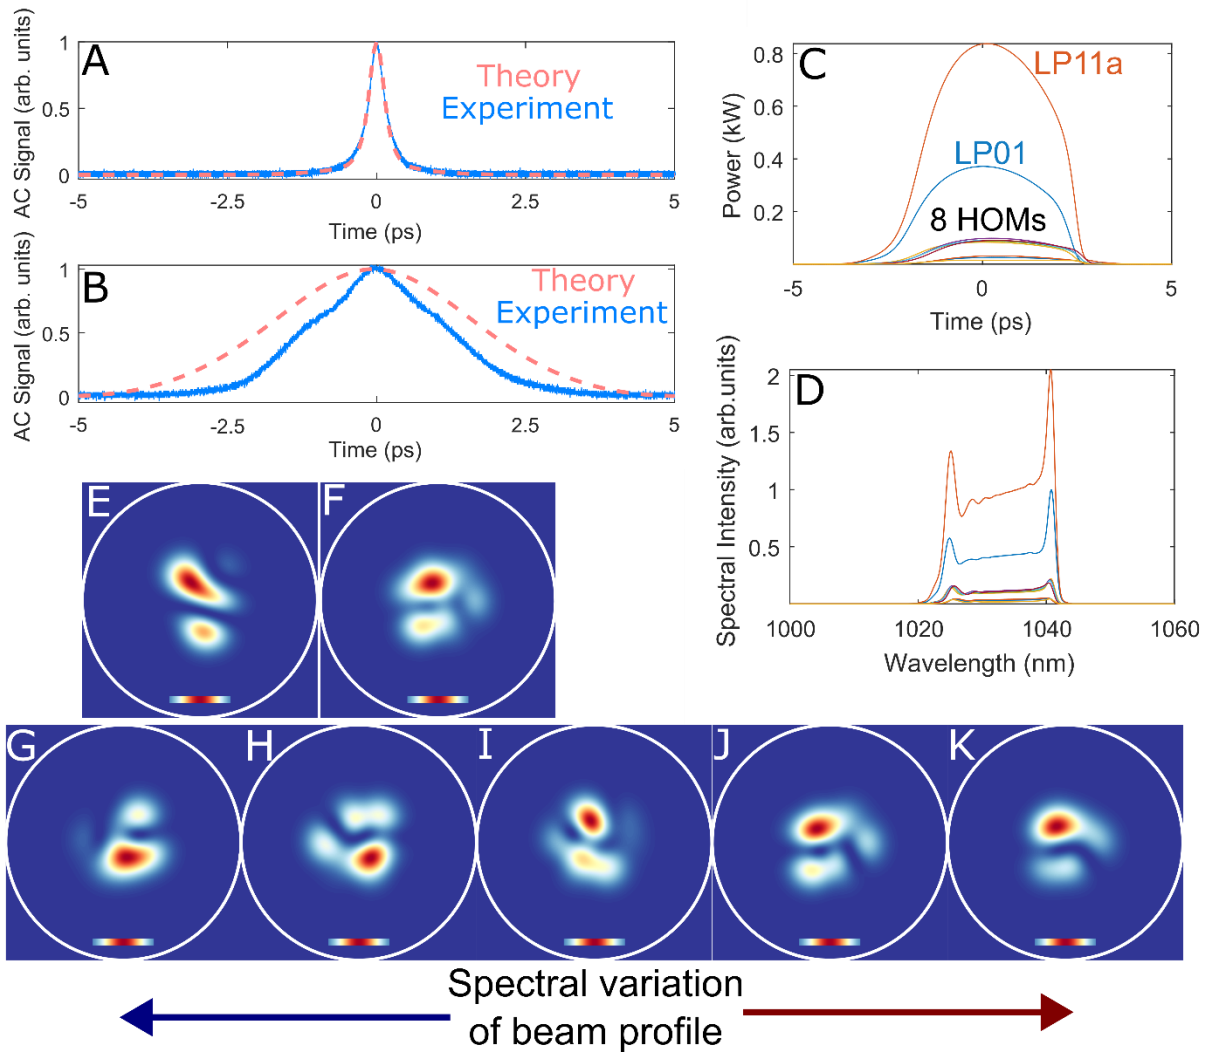 A
AC Signal (arb. units)
1
0.5
0
Theory
Experiment
-5
-2.5
0
2.5
5
Time (ps)
B
AC Signal (arb. units)
1
0.5
0
Theory
Experiment
-5
-2.5
0
2.5
5
Time (ps)
C
Power (kW)
0.8
0.6
0.4
0.2
LP11a
LP01
8 HOMs
-5
0
5
Time (ps)
D
Spectral Intensity (arb.units)
2
1.5
1
0.5
1000
1020
1040
1060
Wavelength (nm)
E
F
G
H
I
J
K
Spectral variation
of beam profile